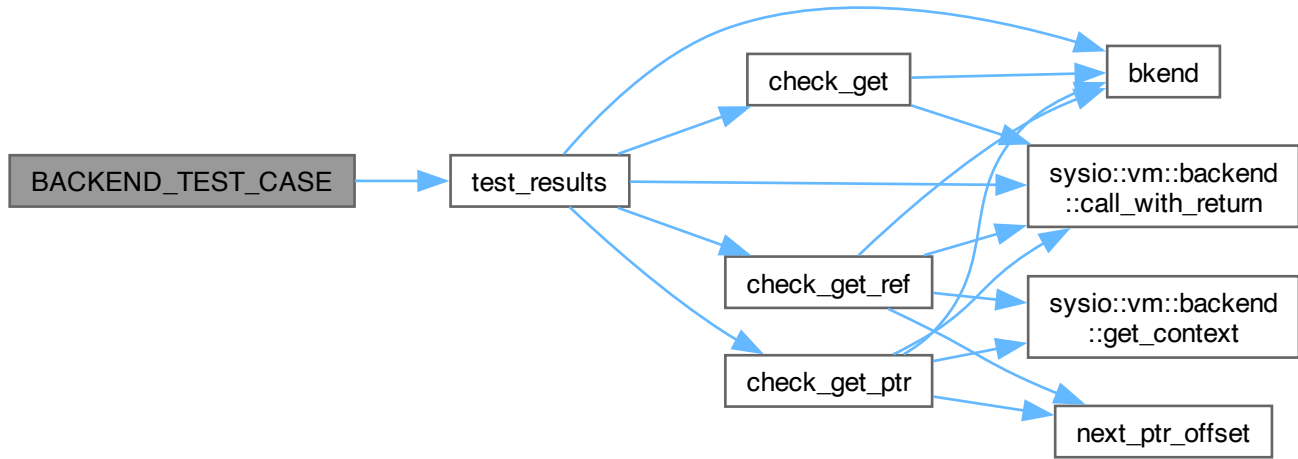 BACKEND_TEST_CASE
test_results
check_get
check_get_ref
check_get_ptr
bkend
sysio::vm::backend
::call_with_return
sysio::vm::backend
::get_context
next_ptr_offset